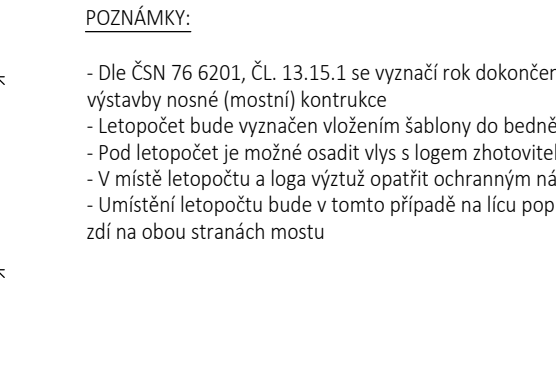 POZNÁMKY:
- Dle ČSN 76 6201, ČL. 13.15.1 se vyznačí rok dokončen
výstavby nosné (mostní) kontrukce
- Letopočet bude vyznačen vložením šablony do bedně
- Pod letopočet je možné osadit vlys s logem zhotovitel
- V místě letopočtu a loga výztuž opatřit ochranným ná
- Umístění letopočtu bude v tomto případě na lícu pop
zdí na obou stranách mostu